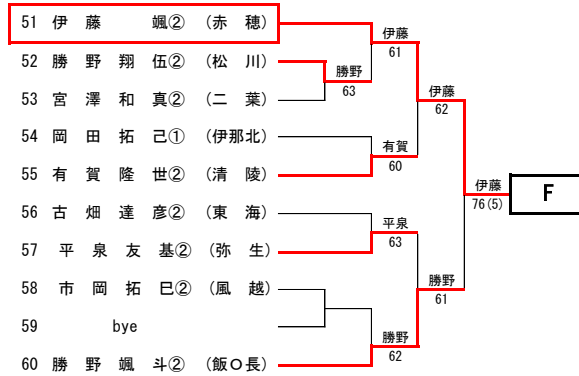 51 伊藤 颯② (赤穂)
伊藤
61
52 勝野翔伍② (松川)
勝野
63
伊藤
62
53 宮澤和真② (二葉)
54 岡田拓己① (伊那北)
有賀
60
55 有賀隆世② (清陵)
伊藤
76(5)
F
56 古畑達彦② (東海)
平泉
63
57 平泉友基② (弥生)
勝野
61
58 市岡拓巳② (風越)
59 bye
勝野
62
60 勝野颯斗② (飯O長)